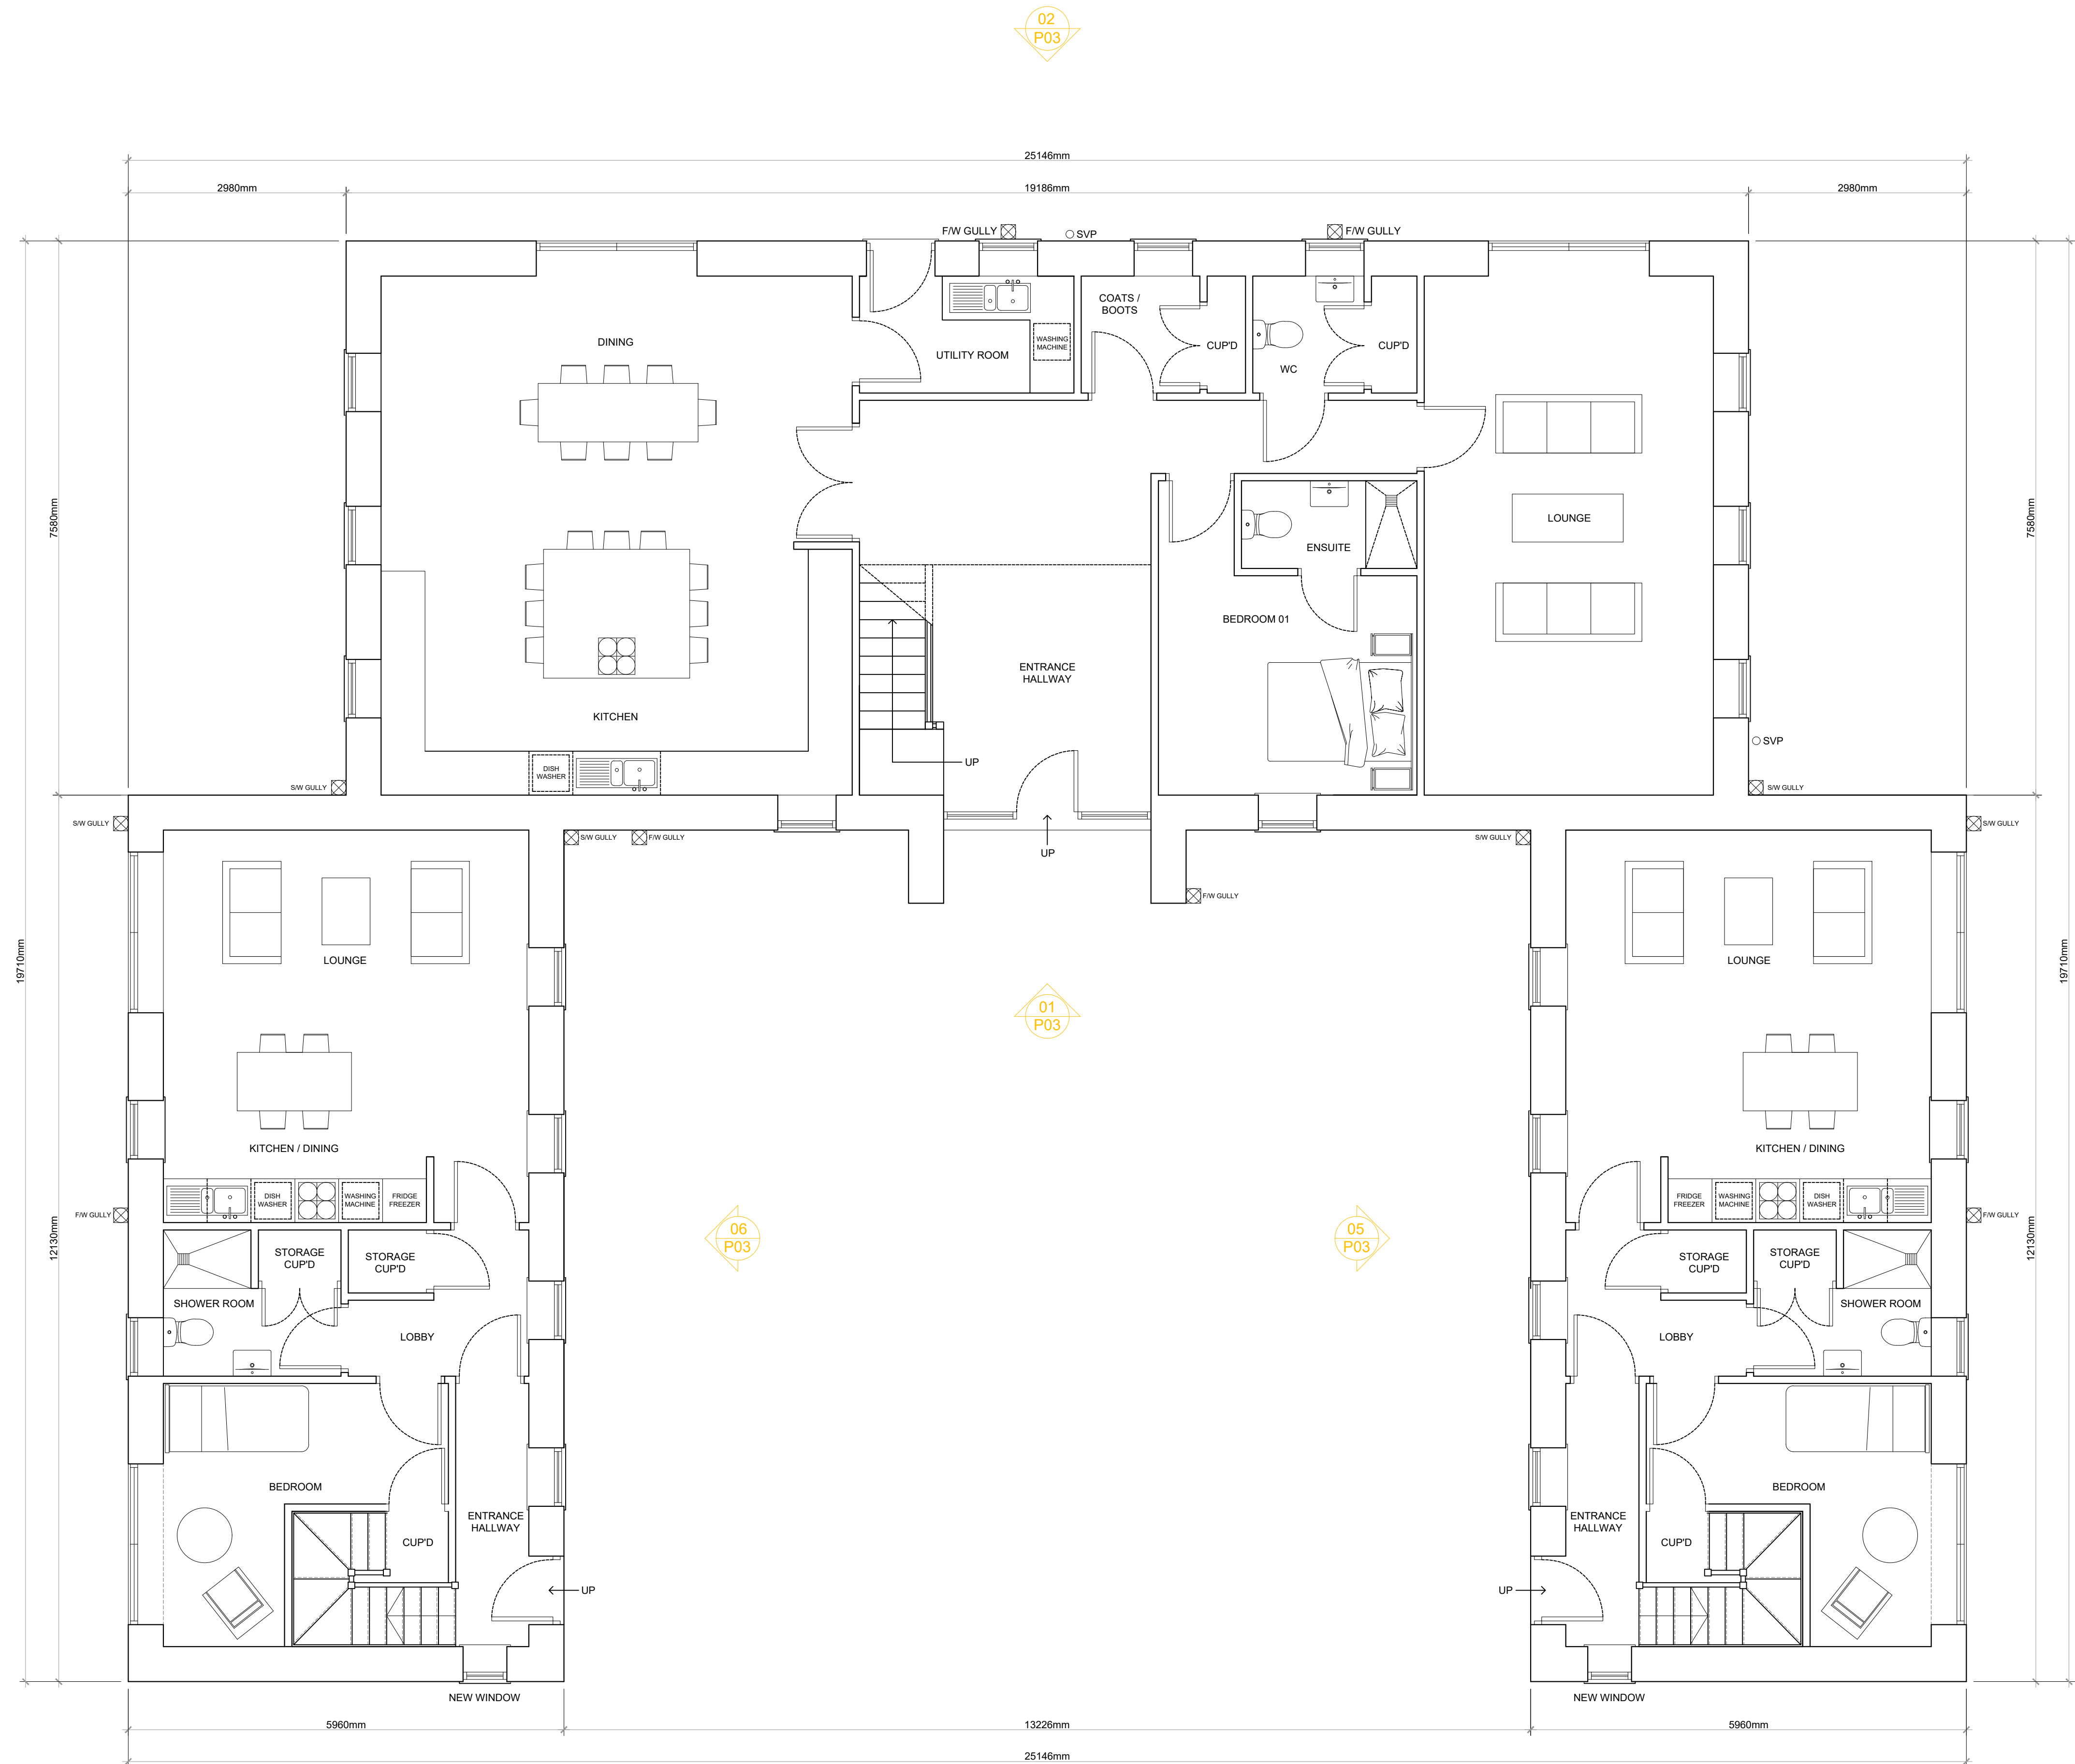 02
P03
25146mm
2980mm
19186mm
2980mm
F/W GULLY
SVP
F/W GULLY
COATS /
BOOTS
DINING
WASHING
MACHINE
UTILITY ROOM
CUP'D
CUP'D
WC
7580mm
7580mm
LOUNGE
ENSUITE
BEDROOM 01
ENTRANCE
HALLWAY
KITCHEN
SVP
UP
DISH
WASHER
S/W GULLY
S/W GULLY
S/W GULLY
S/W GULLY
S/W GULLY
F/W GULLY
S/W GULLY
UP
F/W GULLY
19710mm
19710mm
LOUNGE
LOUNGE
01
P03
KITCHEN / DINING
KITCHEN / DINING
DISH
WASHER
WASHING
MACHINE
FRIDGE
FREEZER
FRIDGE
FREEZER
WASHING
MACHINE
DISH
WASHER
F/W GULLY
F/W GULLY
12130mm
12130mm
06
P03
05
P03
STORAGE
CUP'D
STORAGE
CUP'D
STORAGE
CUP'D
STORAGE
CUP'D
SHOWER ROOM
SHOWER ROOM
LOBBY
LOBBY
BEDROOM
BEDROOM
ENTRANCE
HALLWAY
ENTRANCE
HALLWAY
CUP'D
CUP'D
UP
UP
NEW WINDOW
NEW WINDOW
5960mm
13226mm
5960mm
25146mm